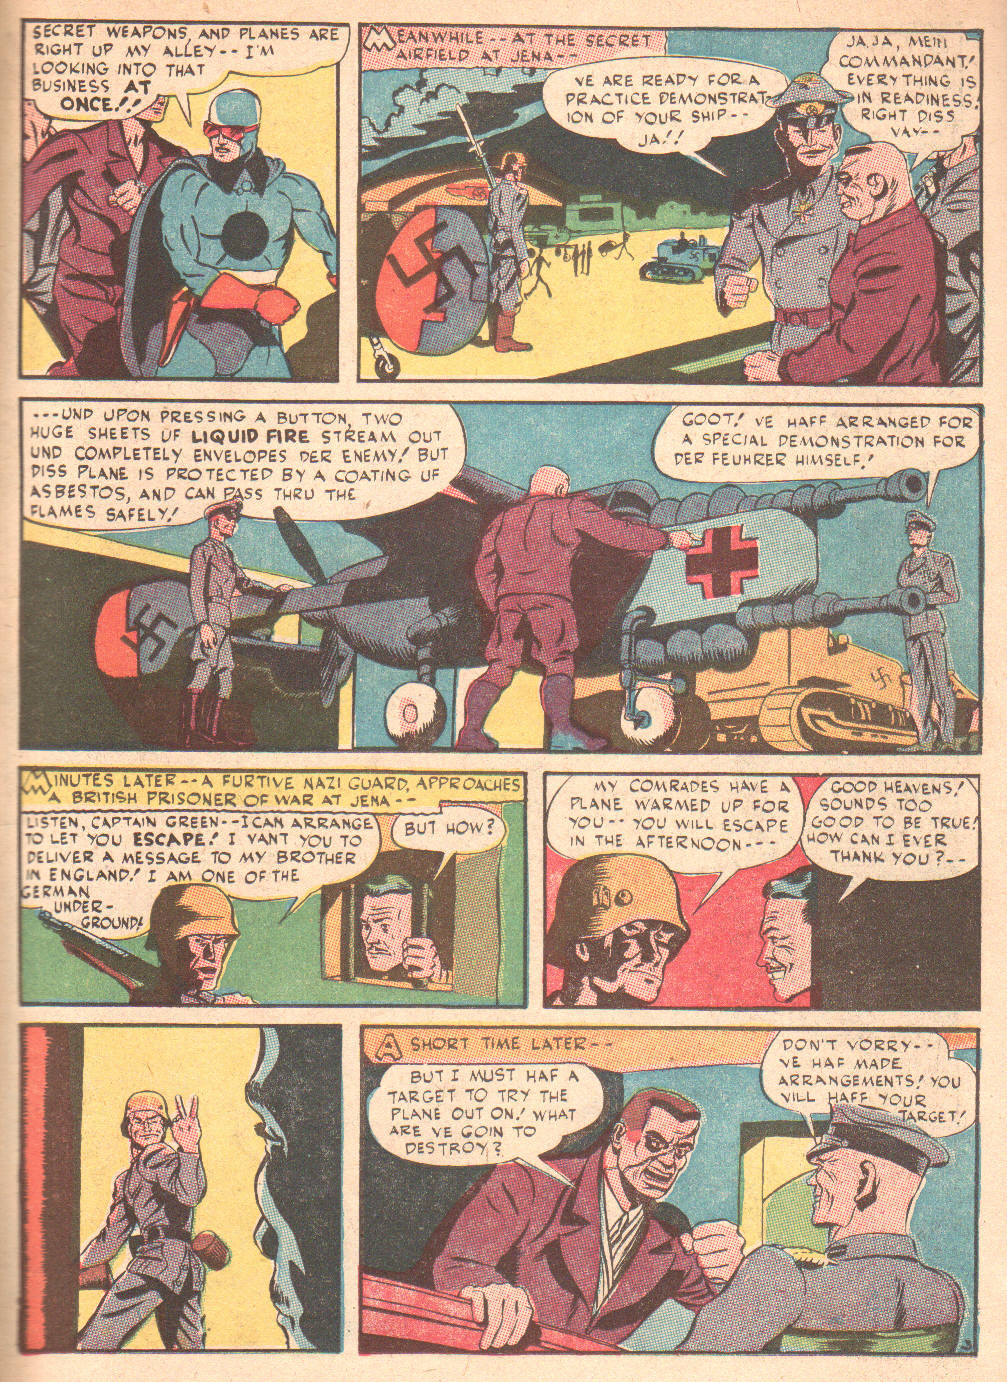 SECRET WEAPONS, AND PLANES ARE
RIGHT UP MY ALLEY-- I'M
LOOKING INTO THAT
BUSINESS AT
ONCE!!
MEANWHILE--AT THE SECRET
AIRFIELD AT JENA--
VE ARE READY FOR A
PRACTICE DEMONSTRAT-
ION OF YOUR SHIP--
JA!!
JA, JA, MEIN
COMMANDANT!
EVERYTHING IS
IN READINESS!
RIGHT DISS
VAY--
---UND UPON PRESSING A BUTTON, TWO
HUGE SHEETS UF LIQUID FIRE STREAM OUT
UND COMPLETELY ENVELOPES DER ENEMY! BUT
DISS PLANE IS PROTECTED BY A COATING UF
ASBESTOS, AND CAN PASS THRU THE
FLAMES SAFELY!
GOOT! VE HAFF ARRANGED FOR
A SPECIAL DEMONSTRATION FOR
DER FEUHRER HIMSELF!
MINUTES LATER--A FURTIVE NAZI GUARD, APPROACHES
A BRITISH PRISONER OF WAR AT JENA--
LISTEN, CAPTAIN GREEN--I CAN ARRANGE
TO LET YOU ESCAPE! I VANT YOU TO
DELIVER A MESSAGE TO MY BROTHER
IN ENGLAND! I AM ONE OF THE
GERMAN
UNDER-
GROUND!
BUT HOW?
MY COMRADES HAVE A
PLANE WARMED UP FOR
YOU-- YOU WILL ESCAPE
IN THE AFTERNOON---
GOOD HEAVENS!
SOUNDS TOO
GOOD TO BE TRUE!
HOW CAN I EVER
THANK YOU?--
A SHORT TIME LATER--
BUT I MUST HAF A
TARGET TO TRY THE
PLANE OUT ON! WHAT
ARE VE GOIN TO
DESTROY?
DON'T VORRY--
VE HAF MADE
ARRANGEMENTS! YOU
VILL HAFF YOUR
TARGET!
3